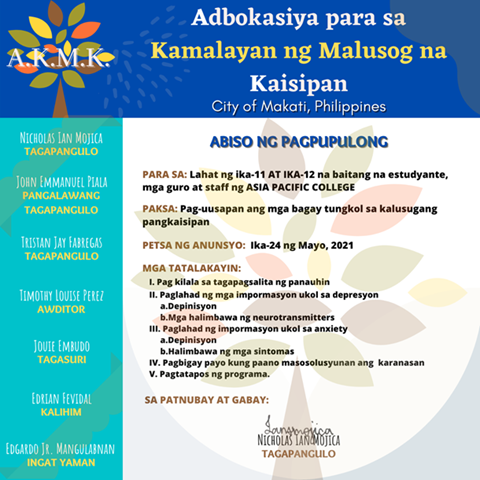 A.K.M.K.
Adbokasiya para sa
Kamalayan ng Malusog na
Kaisipan
City of Makati, Philippines
Nicholas Ian Mojica
TAGAPANGULO
John Emmanuel Piala
PANGALAWANG
TAGAPANGULO
Tristan Jay Fabregas
TAGAPANGULO
Timothy Louise Perez
AWDITOR
Jouie Embudo
TAGASURI
Edrian Fevidal
KALIHIM
Edgardo Jr. Mangulabnan
INGAT YAMAN
ABISO NG PAGPUPULONG
PARA SA: Lahat ng ika-11 AT IKA-12 na baitang na estudyante,
mga guro at staff ng ASIA PACIFIC COLLEGE
PAKSA: Pag-uusapan ang mga bagay tungkol sa kalusugang
pangkaisipan
PETSA NG ANUNSYO: Ika-24 ng Mayo, 2021
MGA TATALAKAYIN:
I. Pag kilala sa tagapagsalita ng panauhin
II. Paglahad ng mga impormasyon ukol sa depresyon
a.Depinisyon
b.Mga halimbawa ng neurotransmitters
III. Paglahad ng impormasyon ukol sa anxiety
a.Depinisyon
b.Halimbawa ng mga sintomas
IV. Pagbigay payo kung paano masosolusyunan ang karanasan
V. Pagtatapos ng programa.
SA PATNUBAY AT GABAY:
Nicholas Ian Mojica
TAGAPANGULO